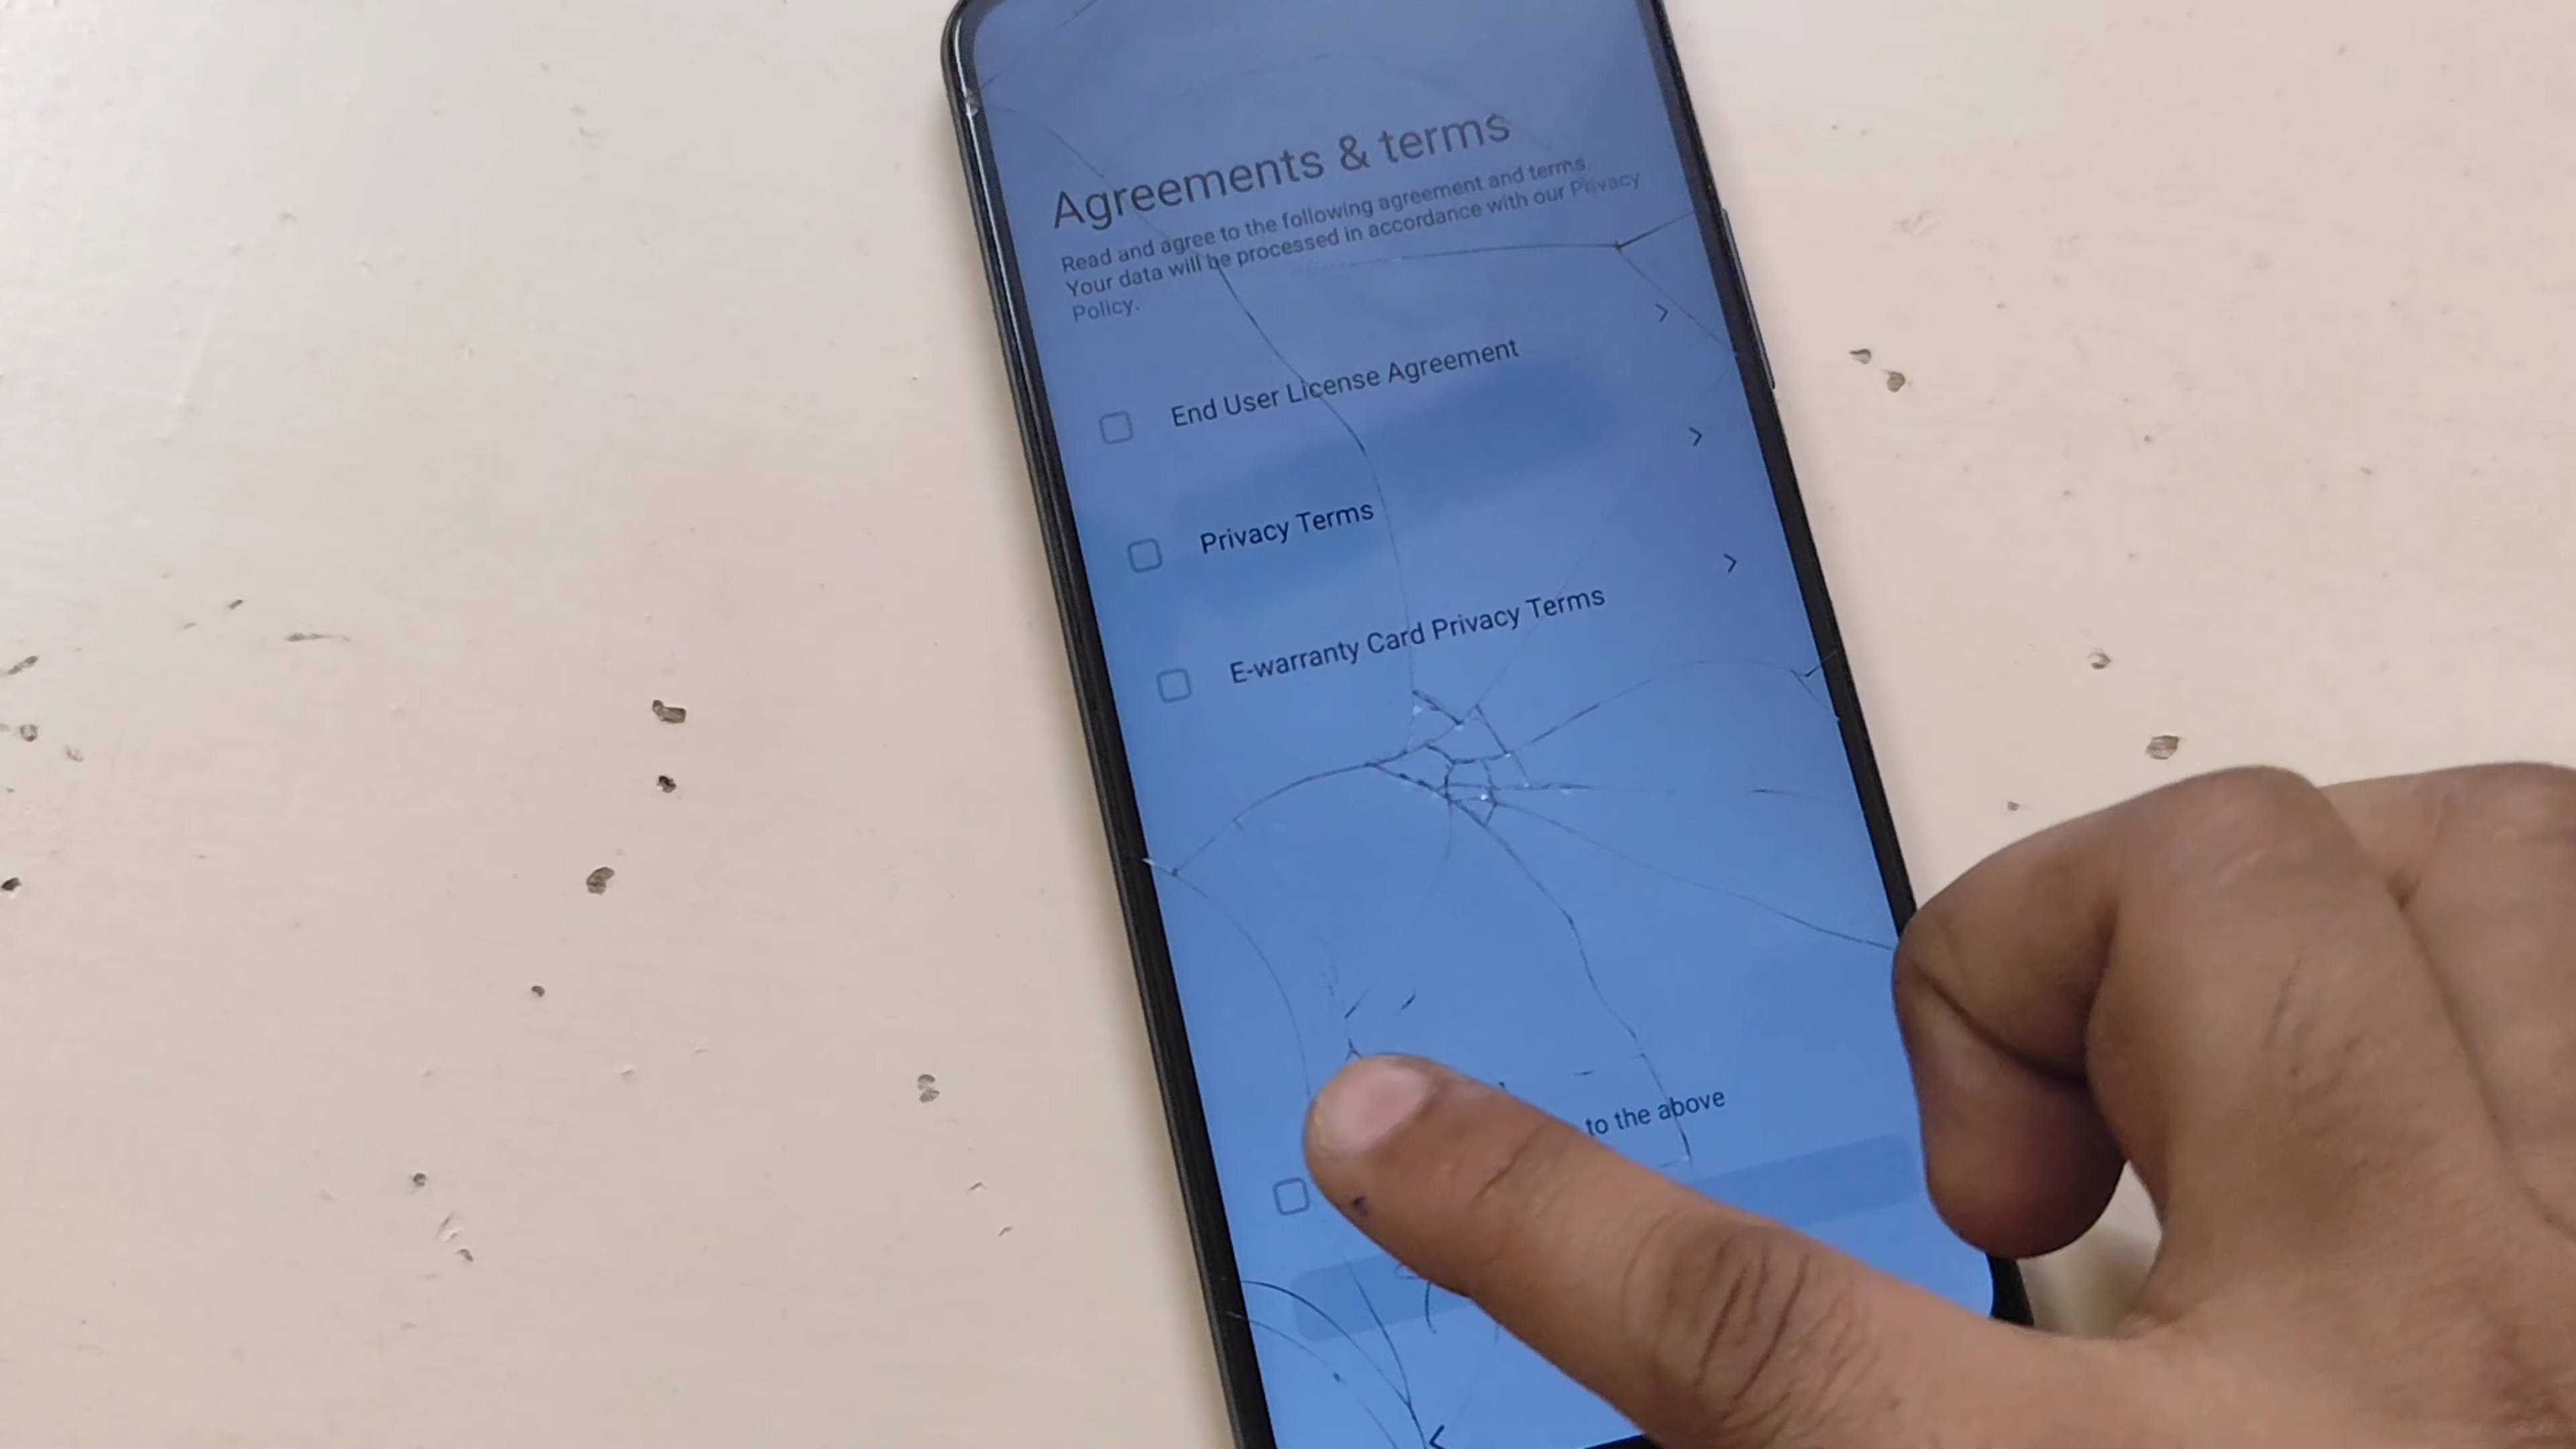 Agreements & terms
Read and agree to the following agreement and terms.
Your data will be processed in accordance with our Privacy
Policy.
End User License Agreement
Privacy Terms
E-warranty Card Privacy Terms
to the above